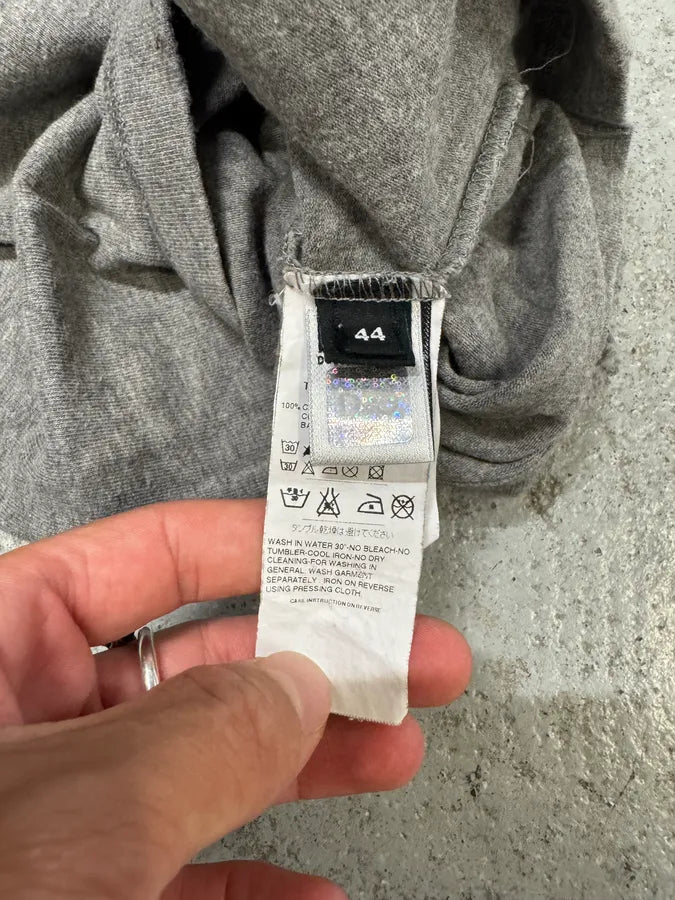 44
D
T
100% C
C
BA
30
30
30
タンブル乾燥は避けてください
WASH IN WATER 30°-NO BLEACH-NO
TUMBLER-COOL IRON-NO DRY
CLEANING-FOR WASHING IN
GENERAL. WASH GARMENT
SEPARATELY. IRON ON REVERSE
USING PRESSING CLOTH.
CARE INSTRUCTION ON REVERSE